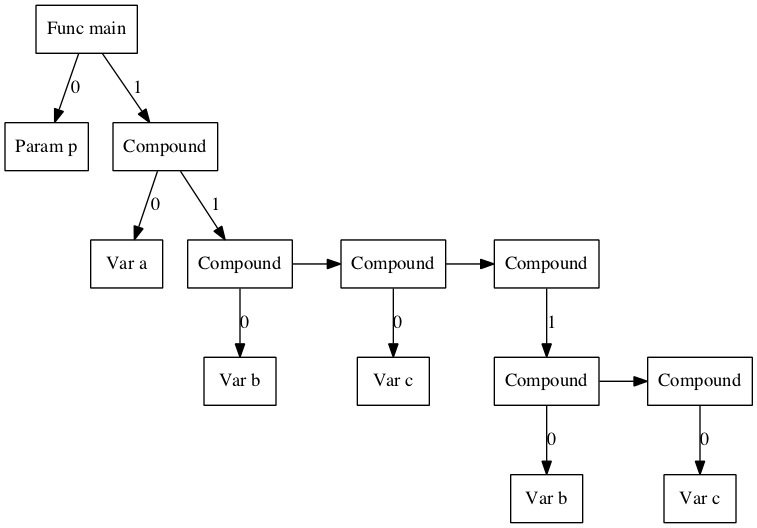 Func main
0
1
Param p
Compound
0
1
Var a
Compound
Compound
Compound
0
0
1
Var b
Var c
Compound
Compound
0
0
Var b
Var c